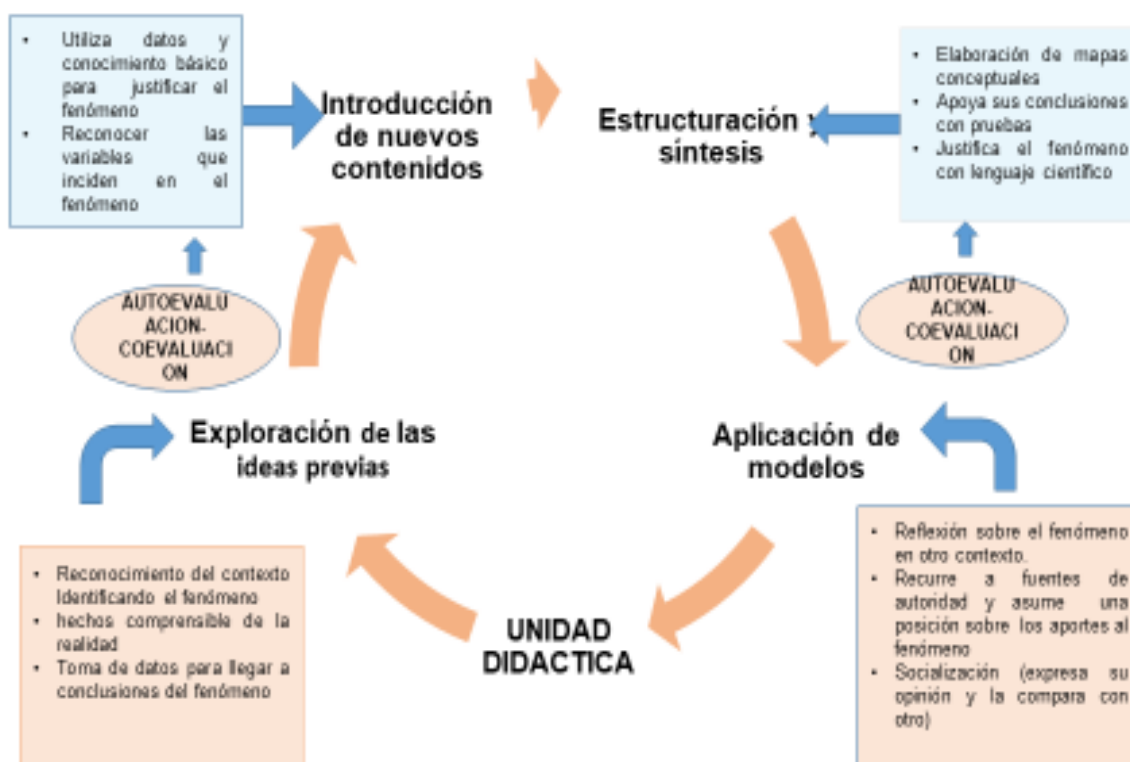 • Utiliza datos y
conocimiento básico
para justificar el
fenómeno
• Reconocer las
variables que
inciden en el
fenómeno
Introducción
de nuevos
contenidos
Estructuración y
síntesis
• Elaboración de mapas
conceptuales
• Apoya sus conclusiones
con pruebas
• Justifica el fenómeno
con lenguaje científico
AUTOEVALU
ACION-
COEVALUACI
ON
AUTOEVALU
ACION-
COEVALUACI
ON
Exploración de las
ideas previas
Aplicación de
modelos
• Reconocimiento del contexto
Identificando el fenómeno
• hechos comprensible de la
realidad
• Toma de datos para llegar a
conclusiones del fenómeno
UNIDAD
DIDACTICA
• Reflexión sobre el fenómeno
en otro contexto.
• Recurre a fuentes de
autoridad y asume una
posición sobre los aportes al
fenómeno
• Socialización (expresa su
opinión y la compara con
otro)